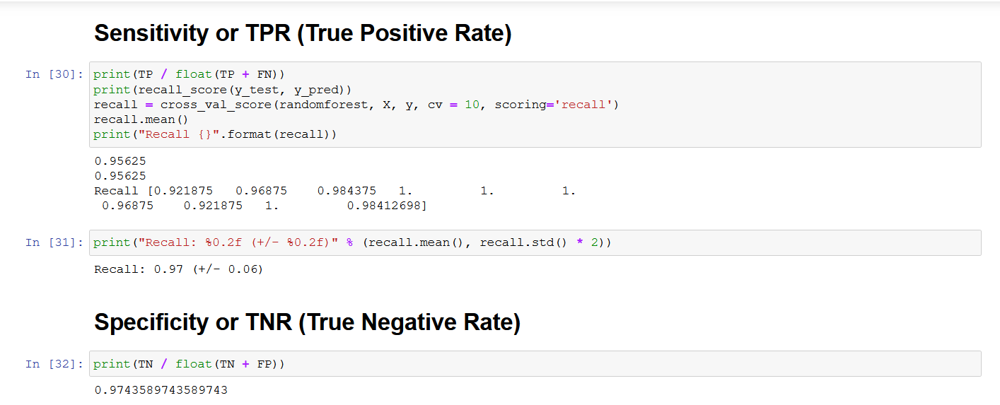 Sensitivity or TPR (True Positive Rate)
In [30]: print(TP / float(TP + FN))
print(recall_score(y_test, y_pred))
recall = cross_val_score(randomforest, X, y, cv = 10, scoring='recall')
recall.mean()
print("Recall {}".format(recall))
0.95625
0.95625
Recall [0.921875   0.96875    0.984375   1.         1.         1.
 0.96875    0.921875   1.         0.98412698]
In [31]: print("Recall: %0.2f (+/- %0.2f)" % (recall.mean(), recall.std() * 2))
Recall: 0.97 (+/- 0.06)
Specificity or TNR (True Negative Rate)
In [32]: print(TN / float(TN + FP))
0.9743589743589743